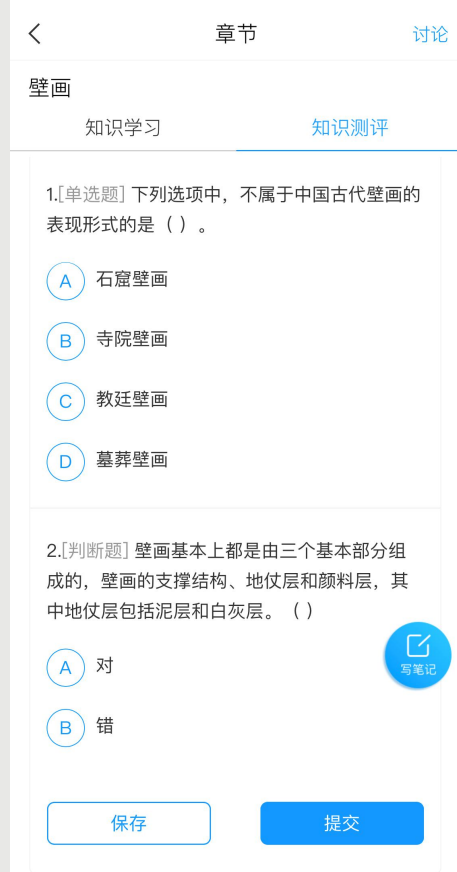 章节
讨论
壁画
知识学习
知识测评
1.[单选题] 下列选项中，不属于中国古代壁画的
表现形式的是（ ）。
A 石窟壁画
B 寺院壁画
C 教廷壁画
D 墓葬壁画
2.[判断题] 壁画基本上都是由三个基本部分组
成的，壁画的支撑结构、地仗层和颜料层，其
中地仗层包括泥层和白灰层。（ ）
写笔记
A 对
B 错
保存
提交